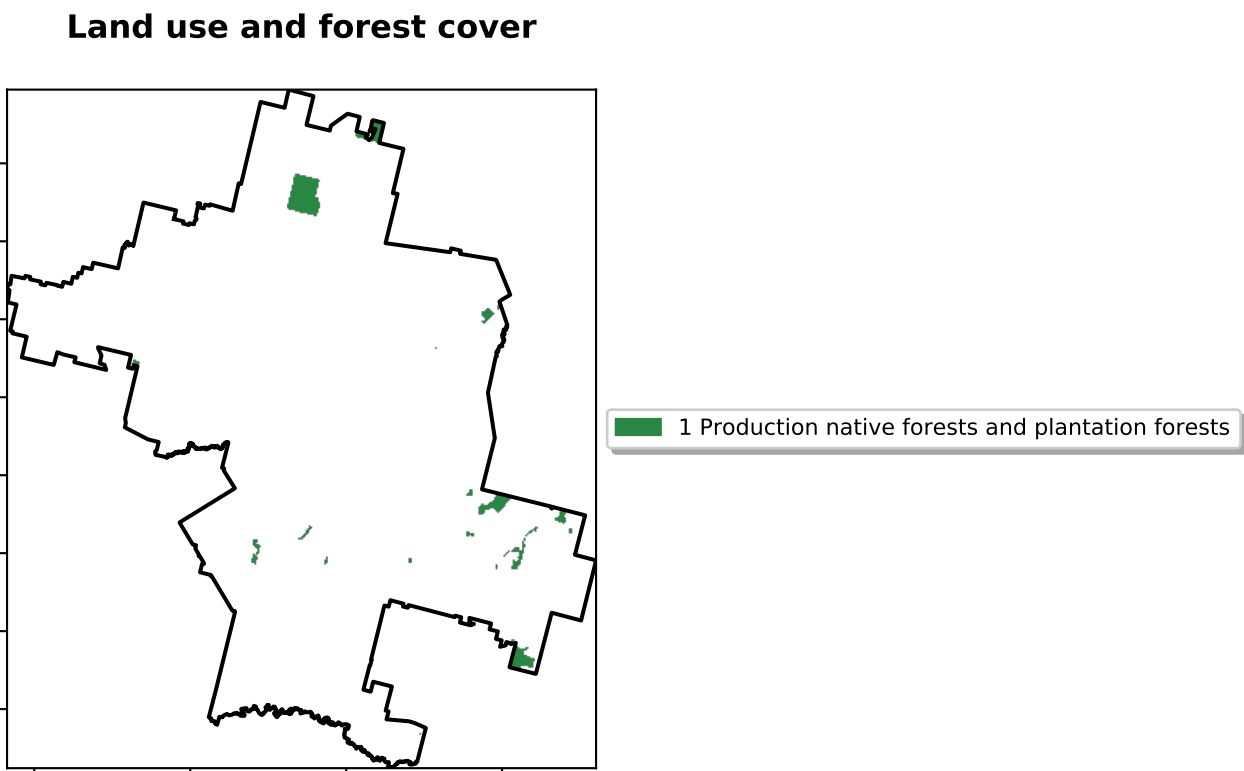 Land use and forest cover
1 Production native forests and plantation forests